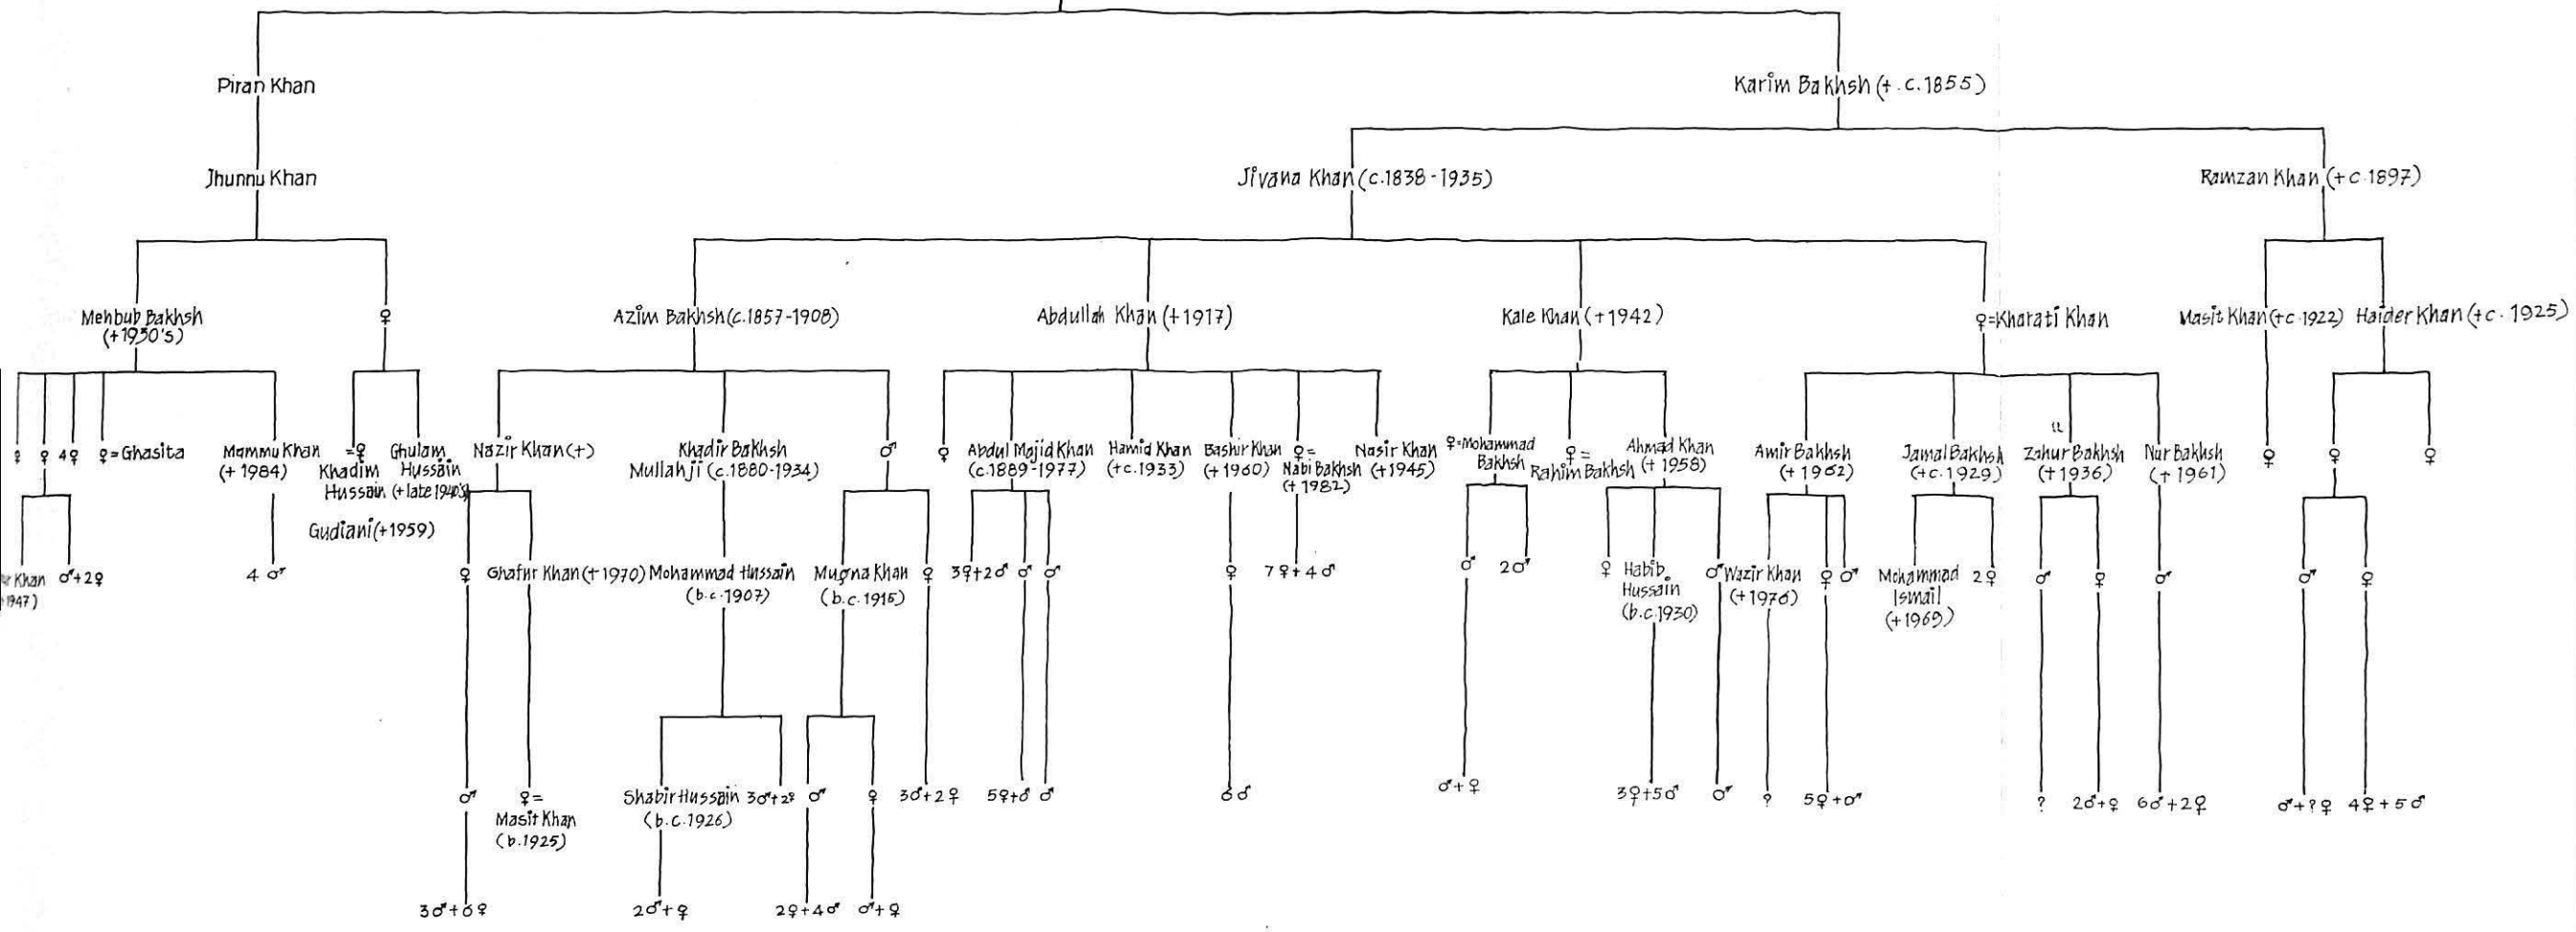 Piran Khan
Karim Bakhsh (+ c. 1855)
Jhunnu Khan
Jivana Khan (c. 1838 - 1935)
Ramzan Khan (+ c. 1897)
Mehbub Bakhsh
(+ 1930's)
♀
Azim Bakhsh (c. 1857-1908)
Abdullah Khan (+1917)
Kale Khan (+1942)
♀=Kharati Khan
Masit Khan (+c. 1922)
Haider Khan (+c. 1925)
♀
♀
4♀
♀=Ghasita
Mammu Khan
(+ 1984)
=♀
Khadim
Hussain
Ghulam
Hussain
(+ late 1940's)
Nazir Khan (+)
Khadir Bakhsh
Mullahji (c. 1880-1934)
♂
♀
Abdul Majid Khan
(c. 1889-1977)
Hamid Khan
(+c. 1933)
Bashir Khan
(+ 1960)
♀=
Nabi Bakhsh
(+ 1982)
Nasir Khan
(+1945)
♀=Mohammad
Bakhsh
♀=
Rahim Bakhsh
Ahmad Khan
(+ 1958)
Amir Bakhsh
(+ 1962)
Jamal Bakhsh
(+c. 1929)
Zahur Bakhsh
(+ 1936)
Nur Bakhsh
(+ 1961)
♀
♀
♀
Gudiani (+1959)
Khan
1947)
♂+2♀
4 ♂
♀
Ghafur Khan (+ 1970)
Mohammad Hussain
(b.c. 1907)
Mugna Khan
(b.c. 1915)
♀
3♀+2♂
♂
♂
♀
7♀+4♂
♂
2♂
♀
Habib
Hussain
(b.c. 1930)
♂
Wazir Khan
(+ 1976)
♀
♂
Mohammad
Ismail
(+1969)
2♀
♂
♀
♂
♂
♀
♂
♀=
Masit Khan
(b. 1925)
Shabir Hussain
(b.c. 1926)
3♂+2♀
♂
♀
3♂+2♀
5♀+♂
♂
6♂
♂+♀
3♀+5♂
♂
?
5♀+♂
?
2♂+♀
6♂+2♀
♂+?♀
4♀+5♂
3♂+6♀
2♂+♀
2♀+4♂
♂+♀